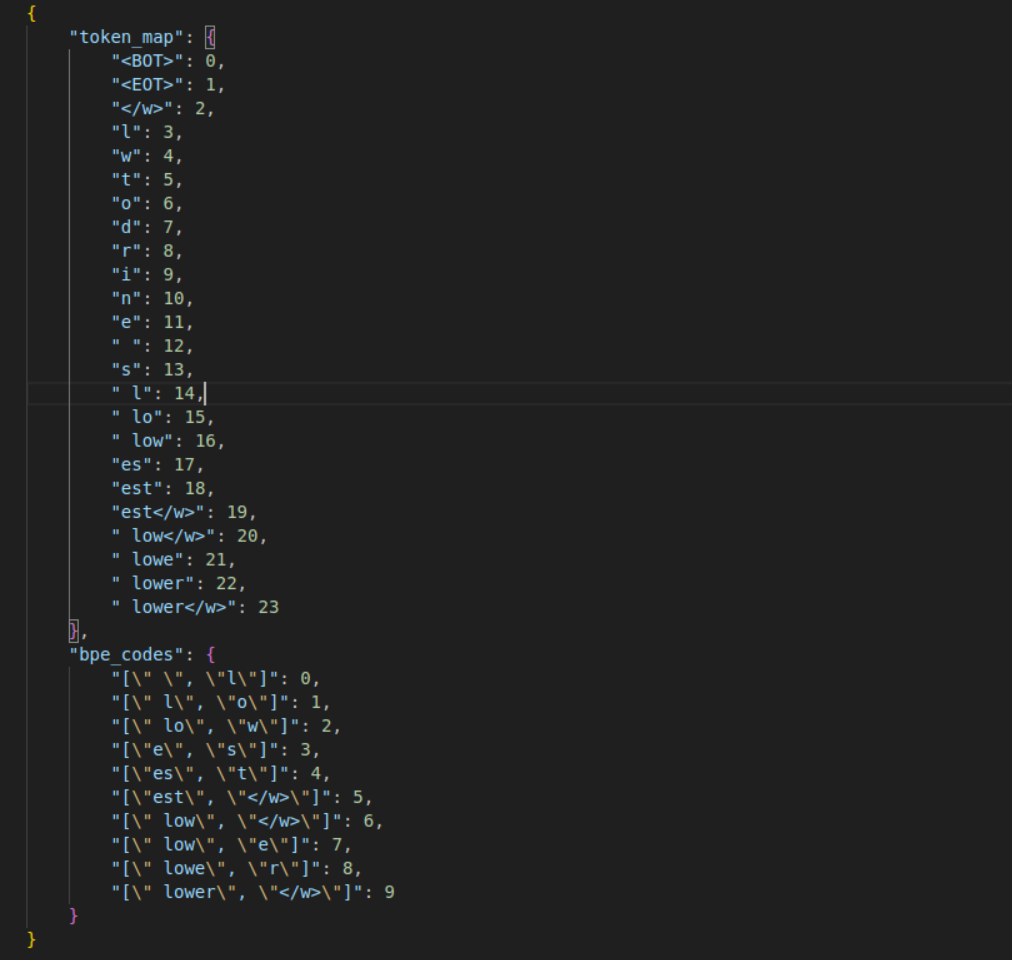 {
"token_map": {
"<BOT>": 0,
"<EOT>": 1,
"</w>": 2,
"l": 3,
"w": 4,
"t": 5,
"o": 6,
"d": 7,
"r": 8,
"i": 9,
"n": 10,
"e": 11,
" ": 12,
"s": 13,
" l": 14,
" lo": 15,
" low": 16,
"es": 17,
"est": 18,
"est</w>": 19,
" low</w>": 20,
" lowe": 21,
" lower": 22,
" lower</w>": 23
},
"bpe_codes": {
"[\" \", \"l\"]": 0,
"[\" l\", \"o\"]": 1,
"[\" lo\", \"w\"]": 2,
"[\"e\", \"s\"]": 3,
"[\"es\", \"t\"]": 4,
"[\"est\", \"</w>\"]": 5,
"[\" low\", \"</w>\"]": 6,
"[\" low\", \"e\"]": 7,
"[\" lowe\", \"r\"]": 8,
"[\" lower\", \"</w>\"]": 9
}
}